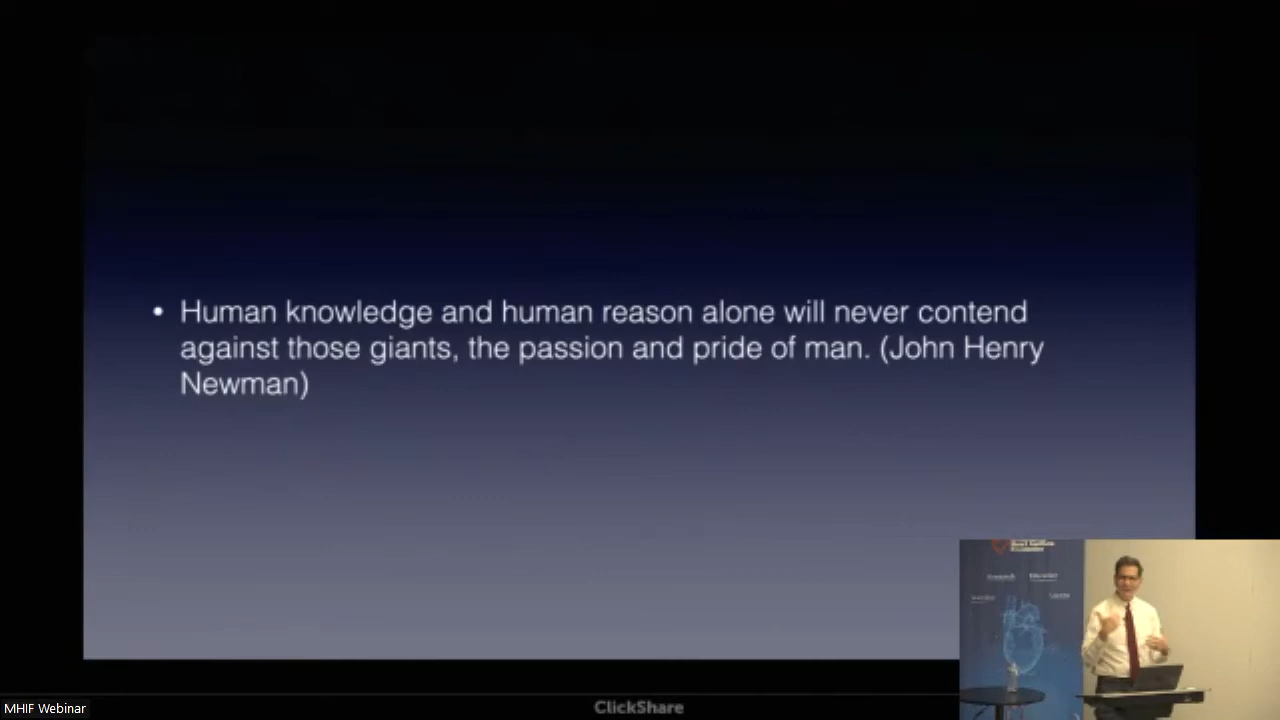 • Human knowledge and human reason alone will never contend
against those giants, the passion and pride of man. (John Henry
Newman)
ClickShare
MHIF Webinar